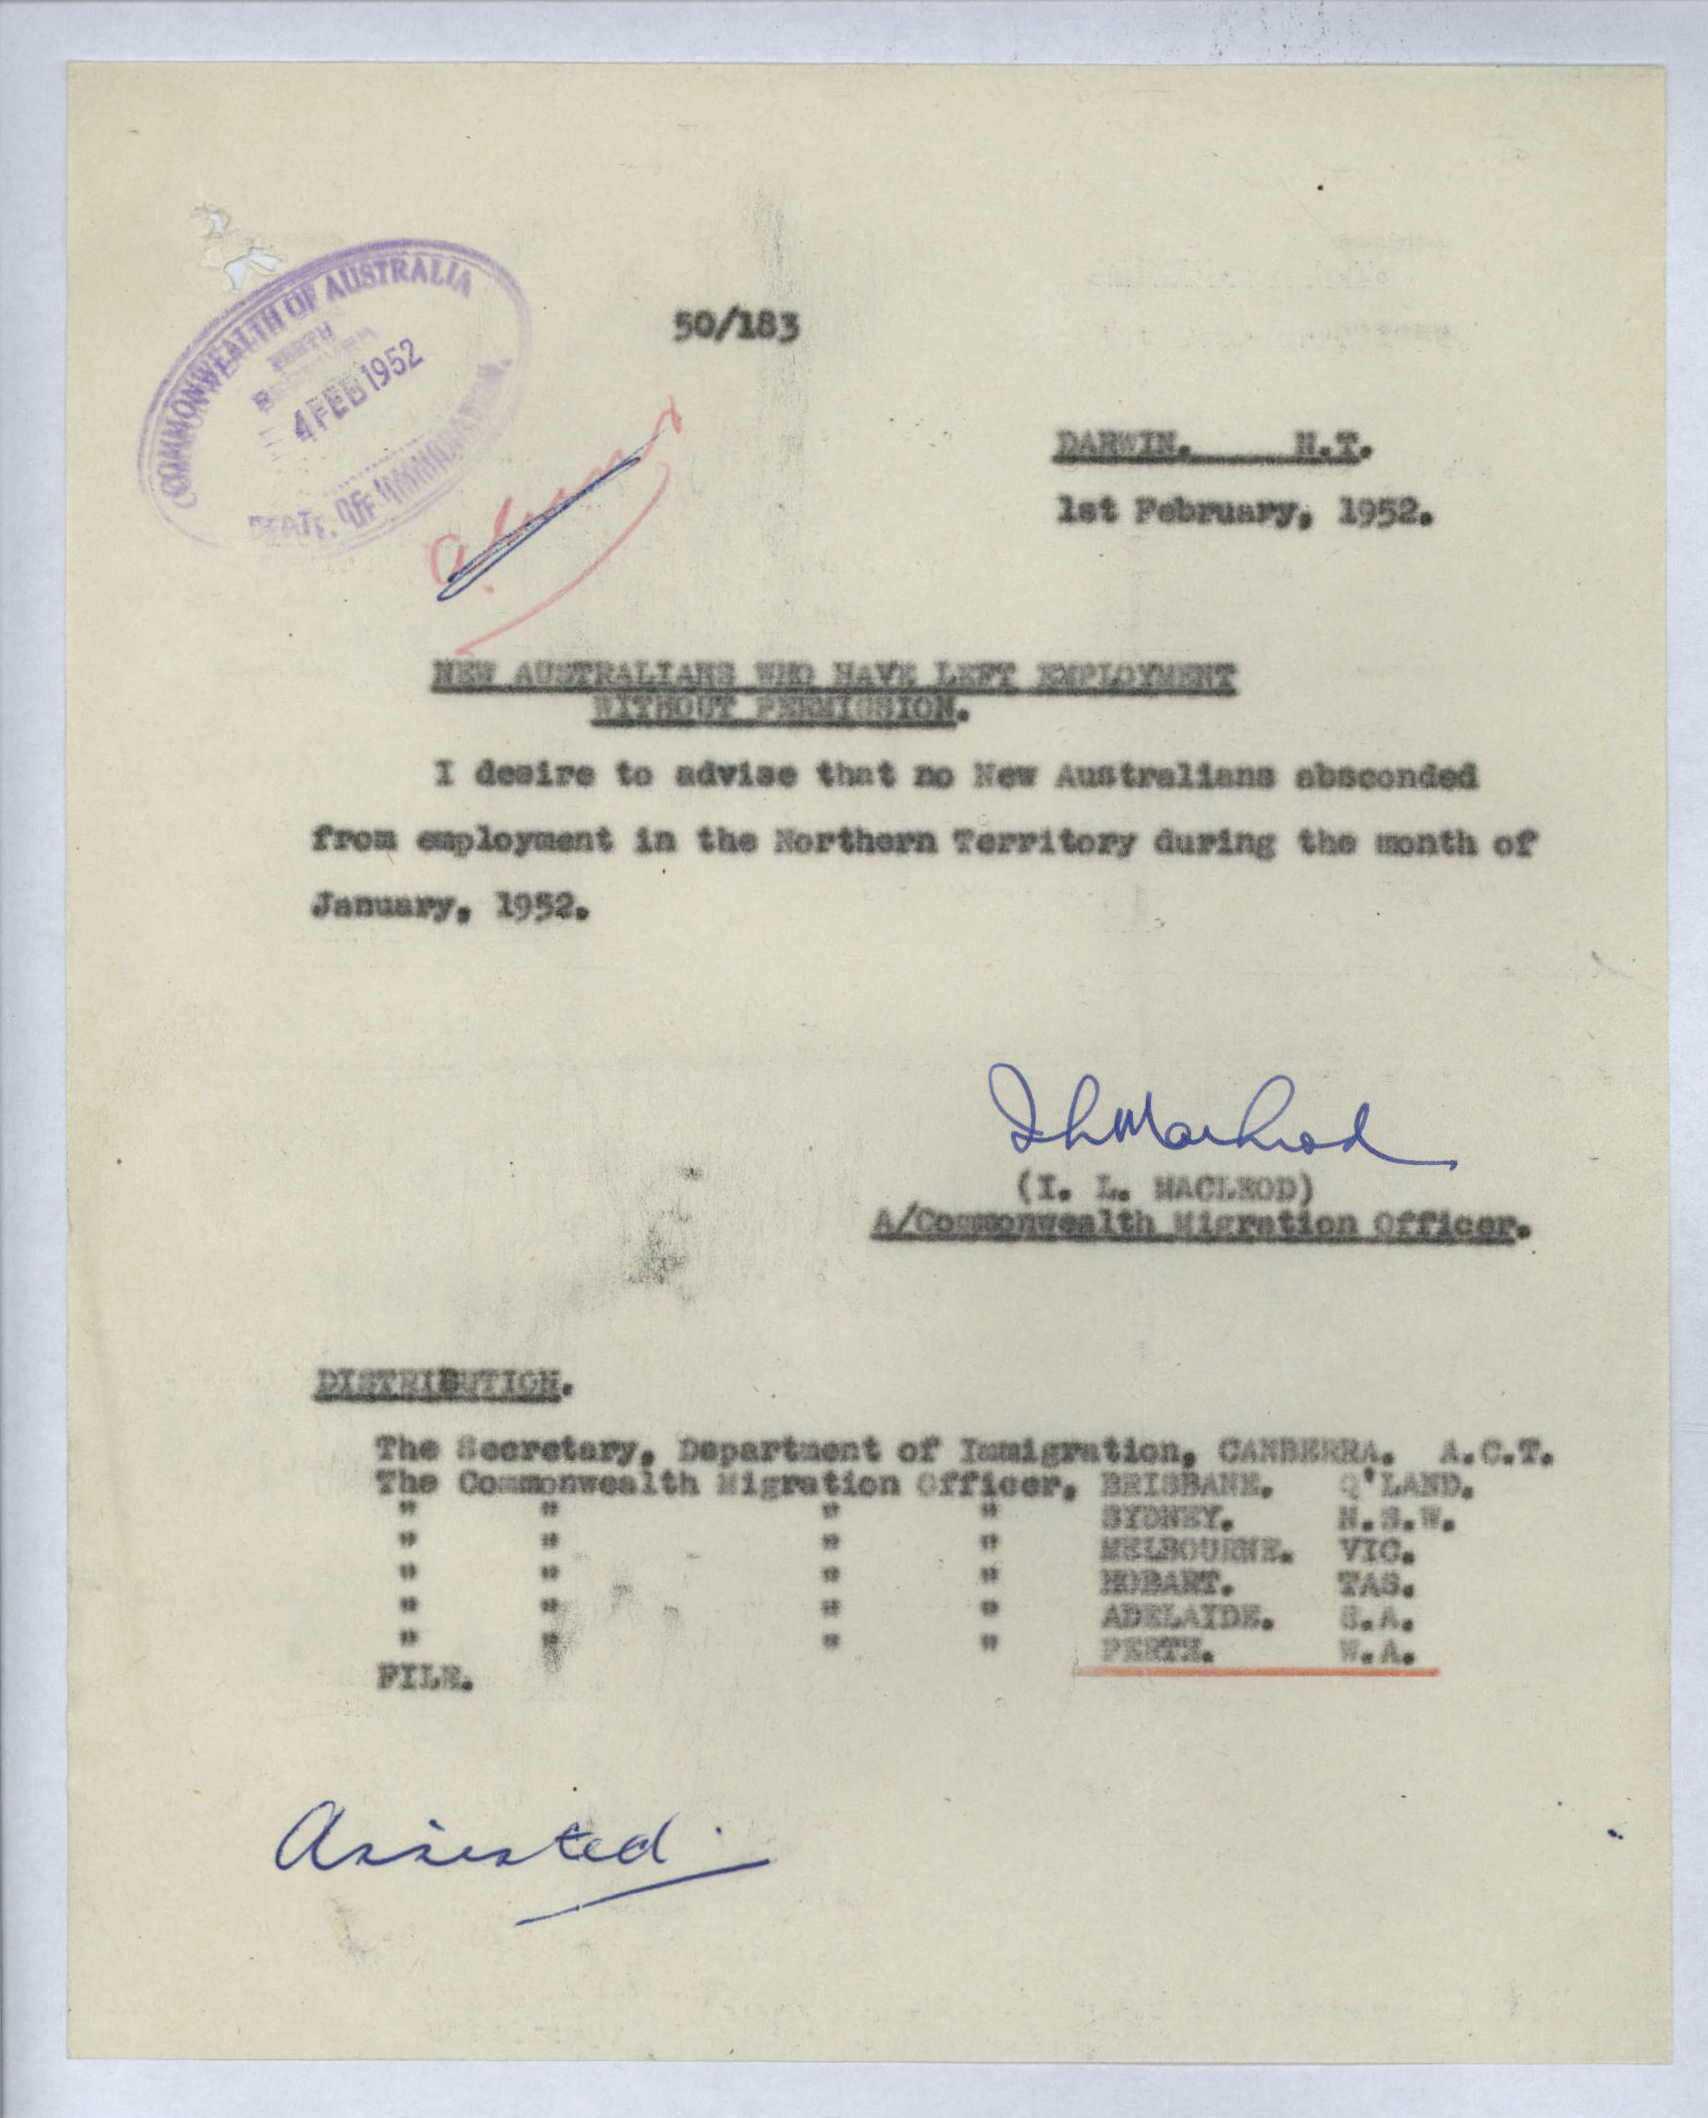 COMMONWEALTH OF AUSTRALIA
PERTH
4 FEB 1952
DEPT. OF IMMIGRATION.
50/183
DARWIN. N.T.
1st February, 1952.
NEW AUSTRALIANS WHO HAVE LEFT EMPLOYMENT
WITHOUT PERMISSION.
I desire to advise that no New Australians absconded
from employment in the Northern Territory during the month of
January, 1952.
ILMacleod
(I. L. MACLEOD)
A/Commonwealth Migration Officer.
DISTRIBUTION.
The Secretary, Department of Immigration, CANBERRA. A.C.T.
The Commonwealth Migration Officer, BRISBANE. Q'LAND.
" " " " SYDNEY. N.S.W.
" " " " MELBOURNE. VIC.
" " " " HOBART. TAS.
" " " " ADELAIDE. S.A.
" " " " PERTH. W.A.
FILE.
Assisted.